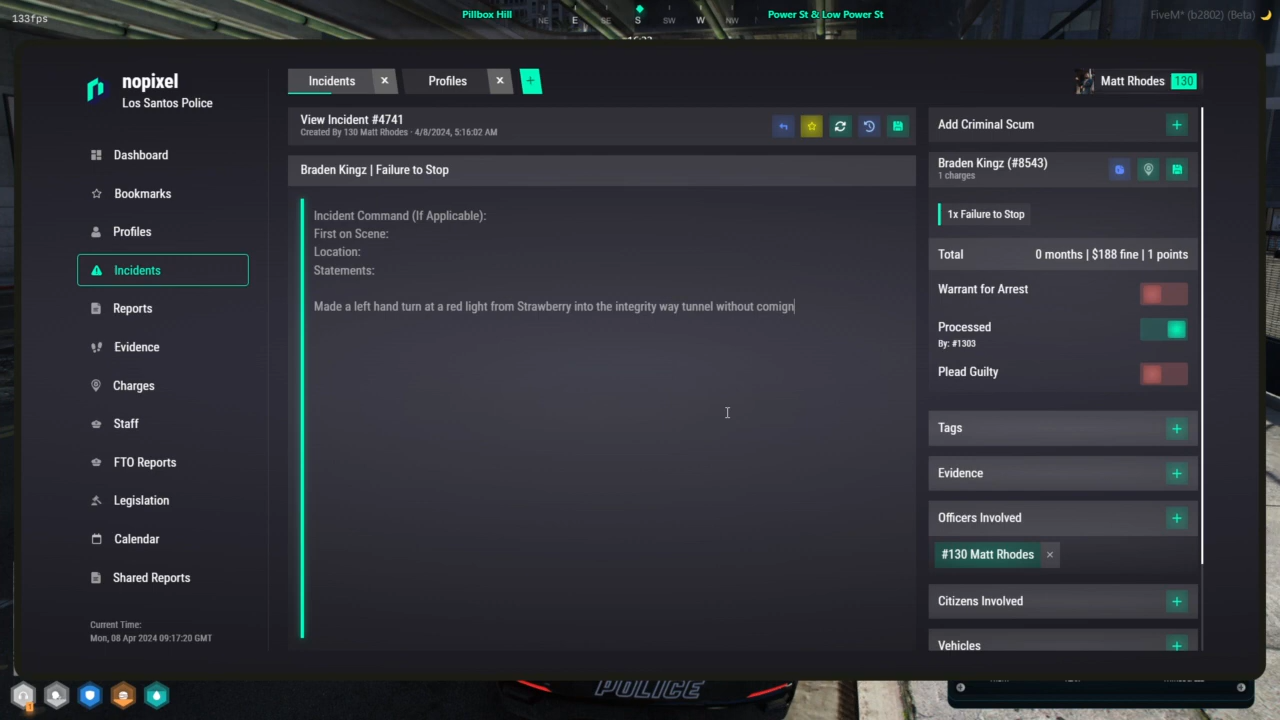 133fps
Pillbox Hill
NE E SE S SW W NW
Power St & Low Power St
FiveM* (b2802) (Beta)
nopixel
Los Santos Police
Incidents
Profiles
Matt Rhodes 130
View Incident #4741
Created By 130 Matt Rhodes · 4/8/2024, 5:16:02 AM
Add Criminal Scum
Braden Kingz | Failure to Stop
Braden Kingz (#8543)
1 charges
Dashboard
Bookmarks
Profiles
Incidents
Reports
Evidence
Charges
Staff
FTO Reports
Legislation
Calendar
Shared Reports
Incident Command (If Applicable):
First on Scene:
Location:
Statements:
Made a left hand turn at a red light from Strawberry into the integrity way tunnel without comign
1x Failure to Stop
Total 0 months | $188 fine | 1 points
Warrant for Arrest
Processed
By: #1303
Plead Guilty
Tags
Evidence
Officers Involved
#130 Matt Rhodes
Citizens Involved
Vehicles
Current Time:
Mon, 08 Apr 2024 09:17:20 GMT
POLICE